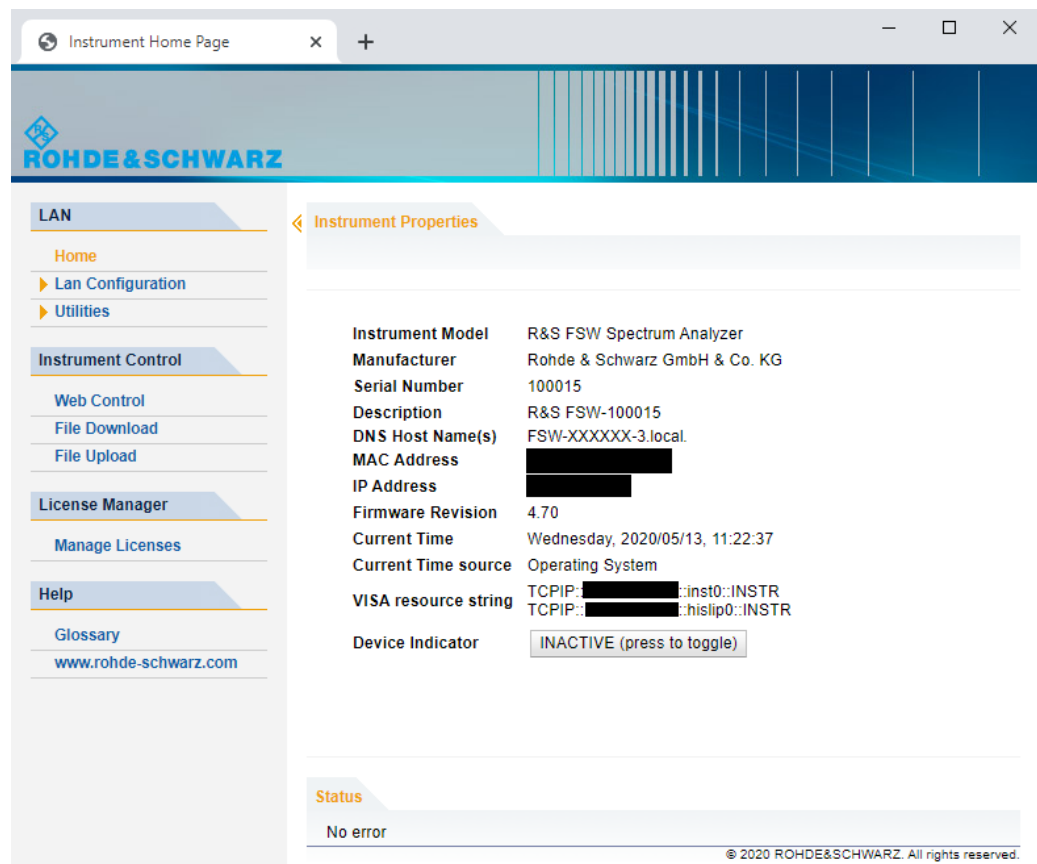 Instrument Home Page
R&S
ROHDE&SCHWARZ
LAN
Home
Lan Configuration
Utilities
Instrument Control
Web Control
File Download
File Upload
License Manager
Manage Licenses
Help
Glossary
www.rohde-schwarz.com
Instrument Properties
Instrument Model R&S FSW Spectrum Analyzer
Manufacturer Rohde & Schwarz GmbH & Co. KG
Serial Number 100015
Description R&S FSW-100015
DNS Host Name(s) FSW-XXXXXX-3.local.
MAC Address
IP Address
Firmware Revision 4.70
Current Time Wednesday, 2020/05/13, 11:22:37
Current Time source Operating System
VISA resource string TCPIP:: ::inst0::INSTR
TCPIP:: ::hislip0::INSTR
Device Indicator INACTIVE (press to toggle)
Status
No error
© 2020 ROHDE&SCHWARZ. All rights reserved.